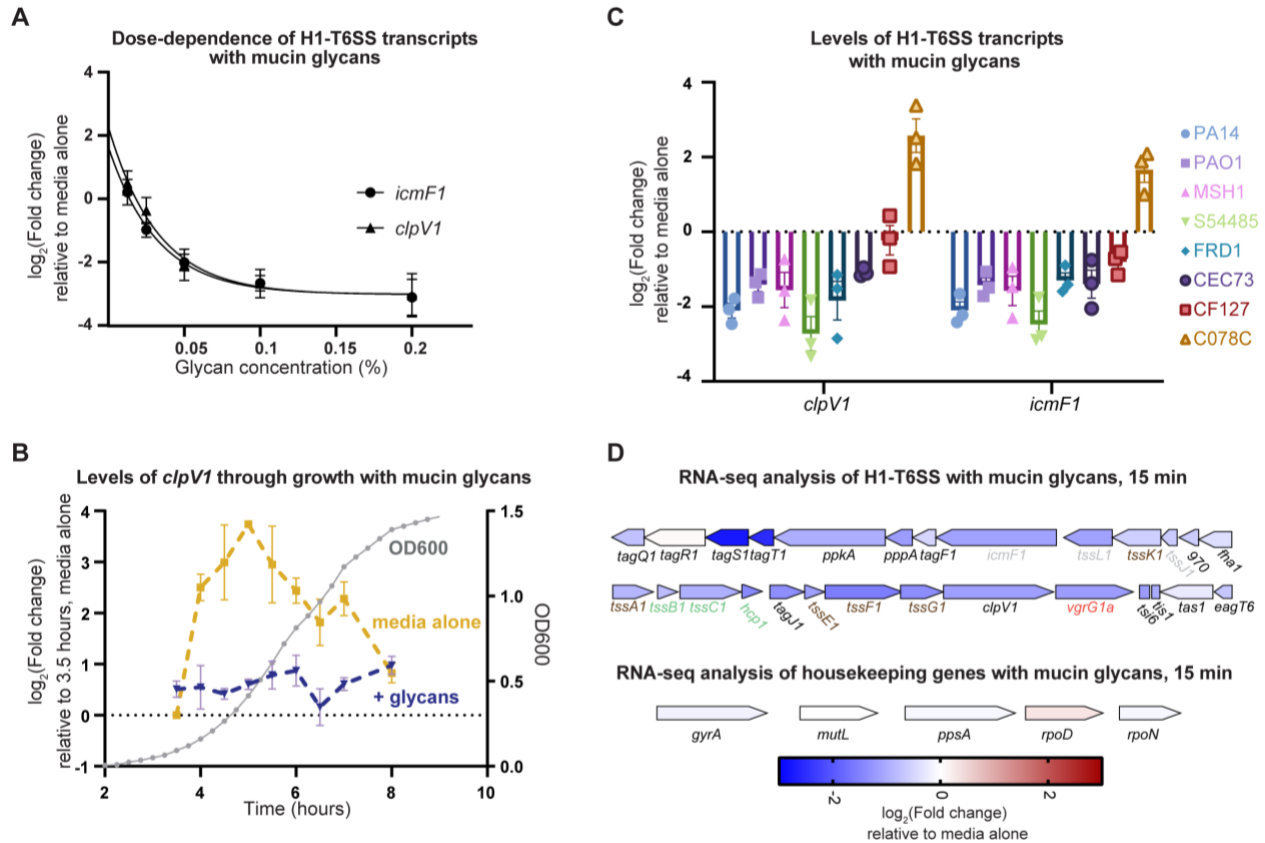 A
Dose-dependence of H1-T6SS transcripts
with mucin glycans
log2(Fold change)
relative to media alone
4
2
0
-2
-4
0.05
0.1
0.15
0.2
Glycan concentration (%)
icmF1
clpV1
B
Levels of clpV1 through growth with mucin glycans
log2(Fold change)
relative to 3.5 hours, media alone
4
3
2
1
0
-1
2
4
6
8
10
Time (hours)
1.5
1.0
0.5
0.0
OD600
OD600
media alone
+ glycans
C
Levels of H1-T6SS trancripts
with mucin glycans
log2(Fold change)
relative to media alone
4
2
0
-2
-4
clpV1
icmF1
PA14
PAO1
MSH1
S54485
FRD1
CEC73
CF127
C078C
D
RNA-seq analysis of H1-T6SS with mucin glycans, 15 min
tagQ1 tagR1 tagS1 tagT1 ppkA pppA tagF1 icmF1 tssL1 tssK1 tssJ1 970 fha1
tssA1 tssB1 tssC1 hcp1 tagJ1 tssE1 tssF1 tssG1 clpV1 vgrG1a tsi6 tis1 tas1 eagT6
RNA-seq analysis of housekeeping genes with mucin glycans, 15 min
gyrA mutL ppsA rpoD rpoN
-2 0 2
log2(Fold change)
relative to media alone